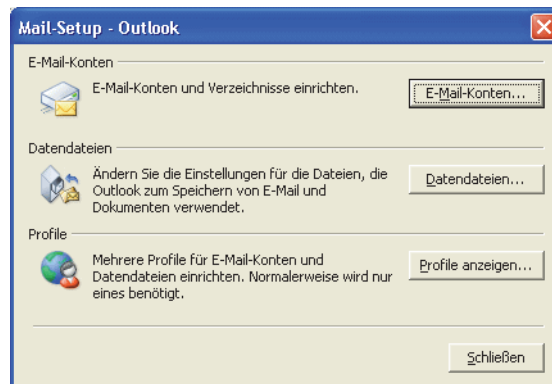 Mail-Setup - Outlook
E-Mail-Konten
E-Mail-Konten und Verzeichnisse einrichten.
E-Mail-Konten...
Datendateien
Ändern Sie die Einstellungen für die Dateien, die
Outlook zum Speichern von E-Mail und
Dokumenten verwendet.
Datendateien...
Profile
Mehrere Profile für E-Mail-Konten und
Datendateien einrichten. Normalerweise wird nur
eines benötigt.
Profile anzeigen...
Schließen